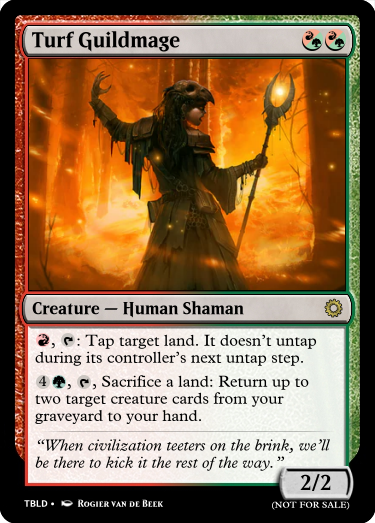 Turf Guildmage
Creature — Human Shaman
, : Tap target land. It doesn't untap
during its controller's next untap step.
4 , , Sacrifice a land: Return up to
two target creature cards from your
graveyard to your hand.
“When civilization teeters on the brink, we'll
be there to kick it the rest of the way.”
2/2
TBLD • Rogier van de Beek
(NOT FOR SALE)